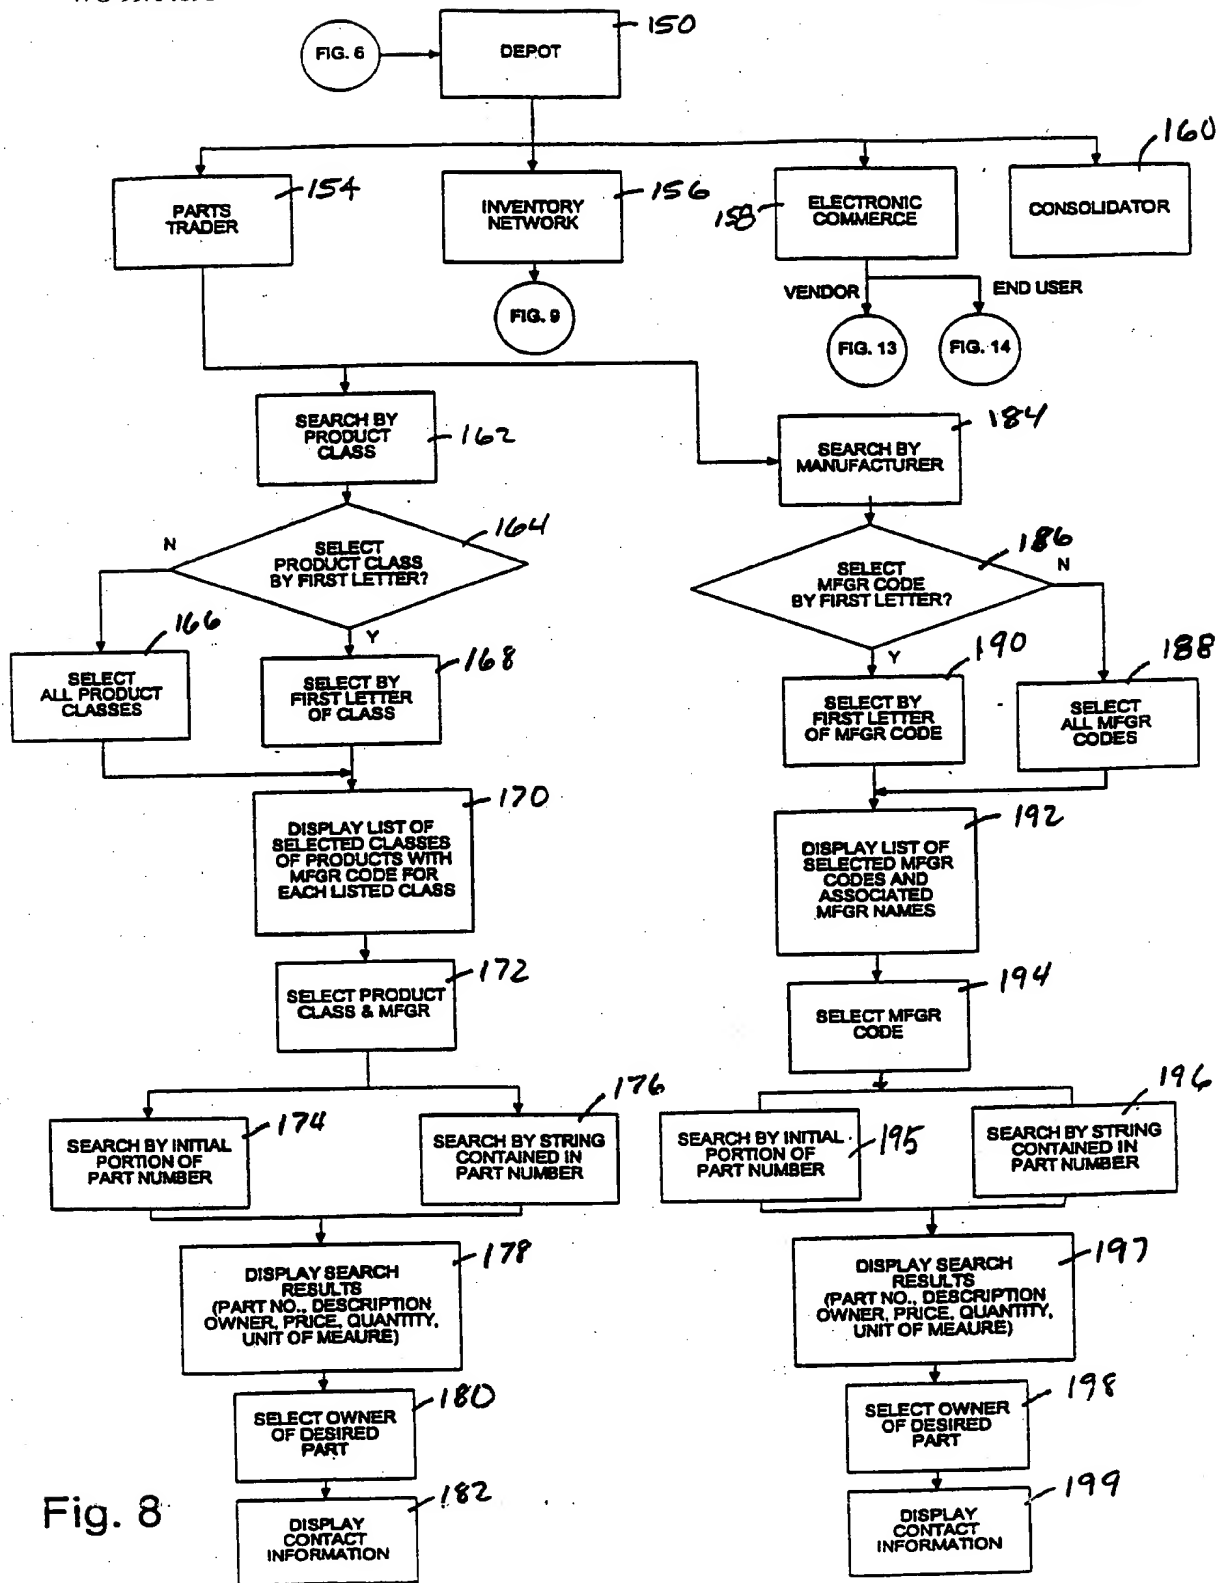 FIG. 6
DEPOT
150
PARTS
TRADER
154
INVENTORY
NETWORK
156
158
ELECTRONIC
COMMERCE
CONSOLIDATOR
160
FIG. 9
VENDOR
END USER
FIG. 13
FIG. 14
SEARCH BY
PRODUCT
CLASS
162
SEARCH BY
MANUFACTURER
184
N
SELECT
PRODUCT CLASS
BY FIRST LETTER?
164
SELECT
MFGR CODE
BY FIRST LETTER?
186
N
Y
Y
SELECT
ALL PRODUCT
CLASSES
166
SELECT BY
FIRST LETTER
OF CLASS
168
SELECT BY
FIRST LETTER
OF MFGR CODE
190
SELECT
ALL MFGR
CODES
188
DISPLAY LIST OF
SELECTED CLASSES
OF PRODUCTS WITH
MFGR CODE FOR
EACH LISTED CLASS
170
DISPLAY LIST OF
SELECTED MFGR
CODES AND
ASSOCIATED
MFGR NAMES
192
SELECT PRODUCT
CLASS & MFGR
172
SELECT MFGR
CODE
194
SEARCH BY INITIAL
PORTION OF
PART NUMBER
174
SEARCH BY STRING
CONTAINED IN
PART NUMBER
176
SEARCH BY INITIAL
PORTION OF
PART NUMBER
195
SEARCH BY STRING
CONTAINED IN
PART NUMBER
196
DISPLAY SEARCH
RESULTS
(PART NO., DESCRIPTION
OWNER, PRICE, QUANTITY,
UNIT OF MEAURE)
178
DISPLAY SEARCH
RESULTS
(PART NO., DESCRIPTION
OWNER, PRICE, QUANTITY,
UNIT OF MEAURE)
197
SELECT OWNER
OF DESIRED
PART
180
SELECT OWNER
OF DESIRED
PART
198
DISPLAY
CONTACT
INFORMATION
182
DISPLAY
CONTACT
INFORMATION
199
Fig. 8